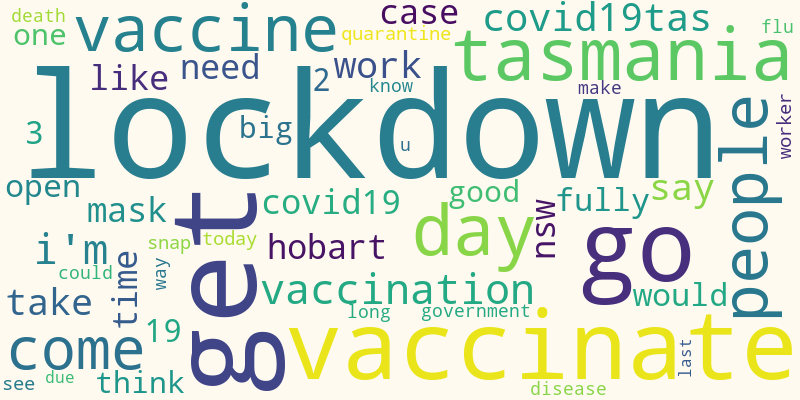 death
one
vaccine
quarantine
case
covid19tas
flu
tasmania
like
need
2
work
know
make
lockdown
3
big
u
people
worker
open
mask
get
covid19
good
nsw
fully
say
i'm
snap
today
hobart
day
go
could
way
time
vaccination
would
take
19
long
government
vaccinate
come
see
due
think
last
disease